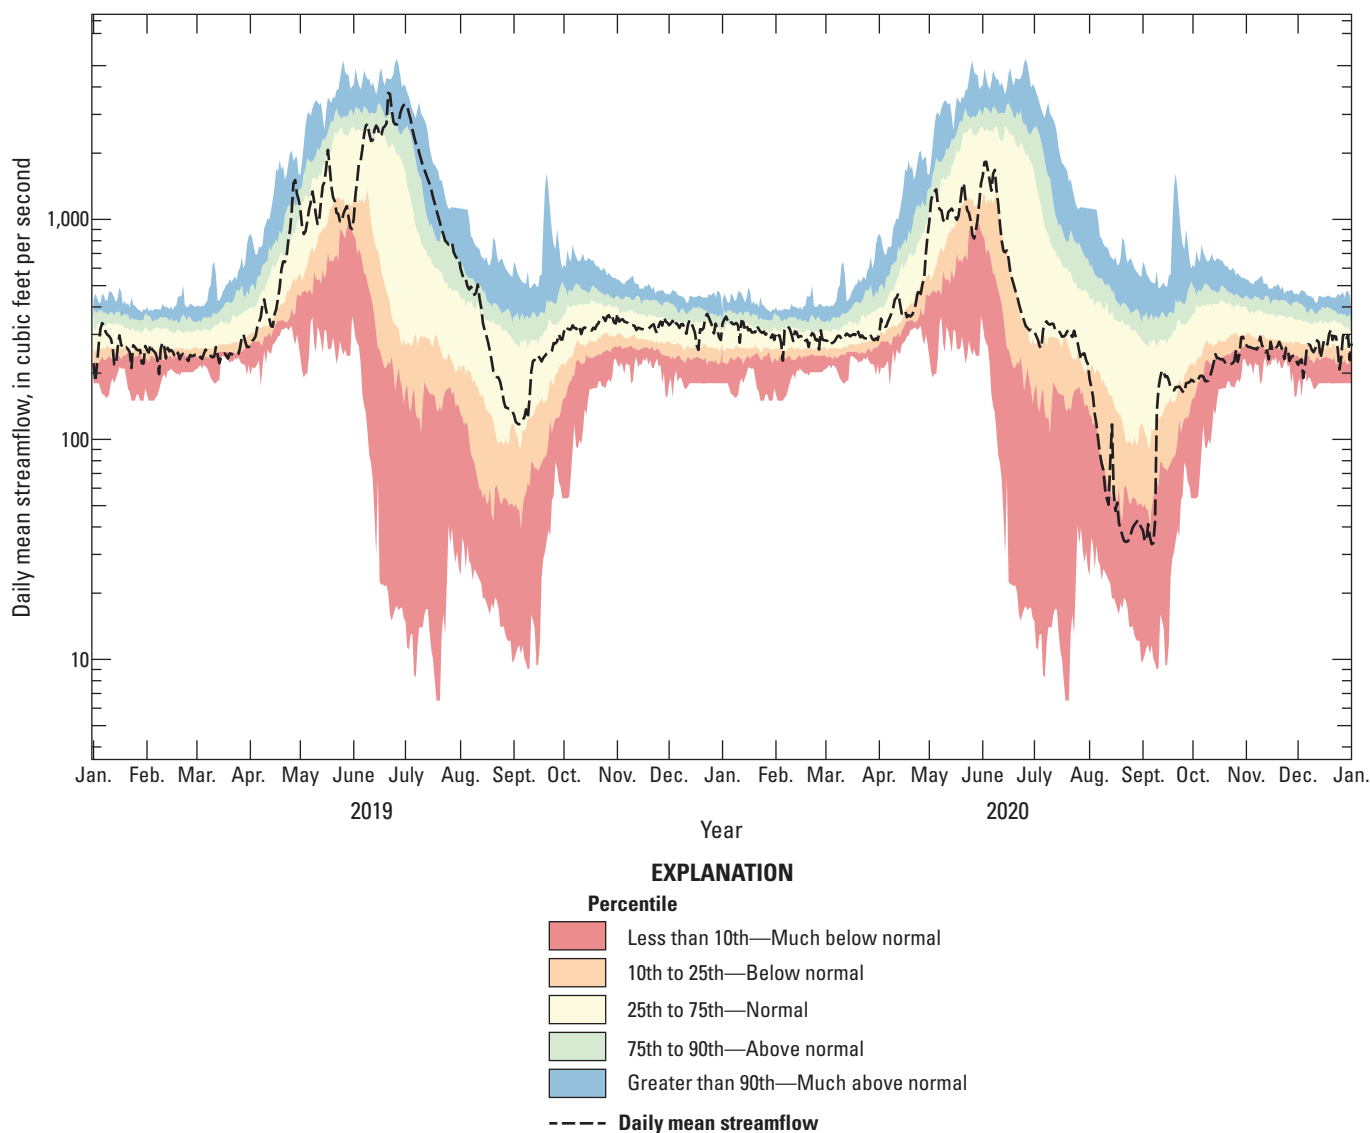 Daily mean streamflow, in cubic feet per second
1,000
100
10
Jan. Feb. Mar. Apr. May June July Aug. Sept. Oct. Nov. Dec. Jan. Feb. Mar. Apr. May June July Aug. Sept. Oct. Nov. Dec. Jan.
2019 2020
Year
EXPLANATION
Percentile
Less than 10th—Much below normal
10th to 25th—Below normal
25th to 75th—Normal
75th to 90th—Above normal
Greater than 90th—Much above normal
Daily mean streamflow